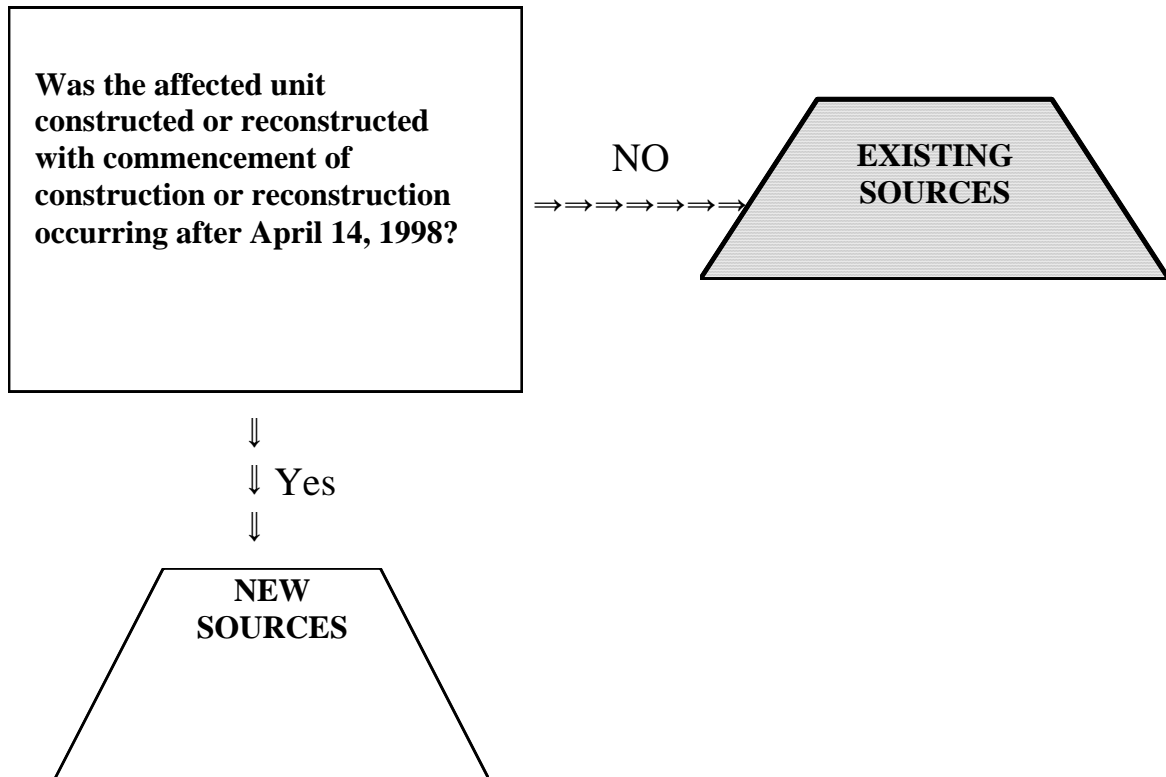 Was the affected unit
constructed or reconstructed
with commencement of
construction or reconstruction
occurring after April 14, 1998?
NO
⇒⇒⇒⇒⇒⇒⇒
EXISTING
SOURCES
⇓
⇓ Yes
⇓
NEW
SOURCES